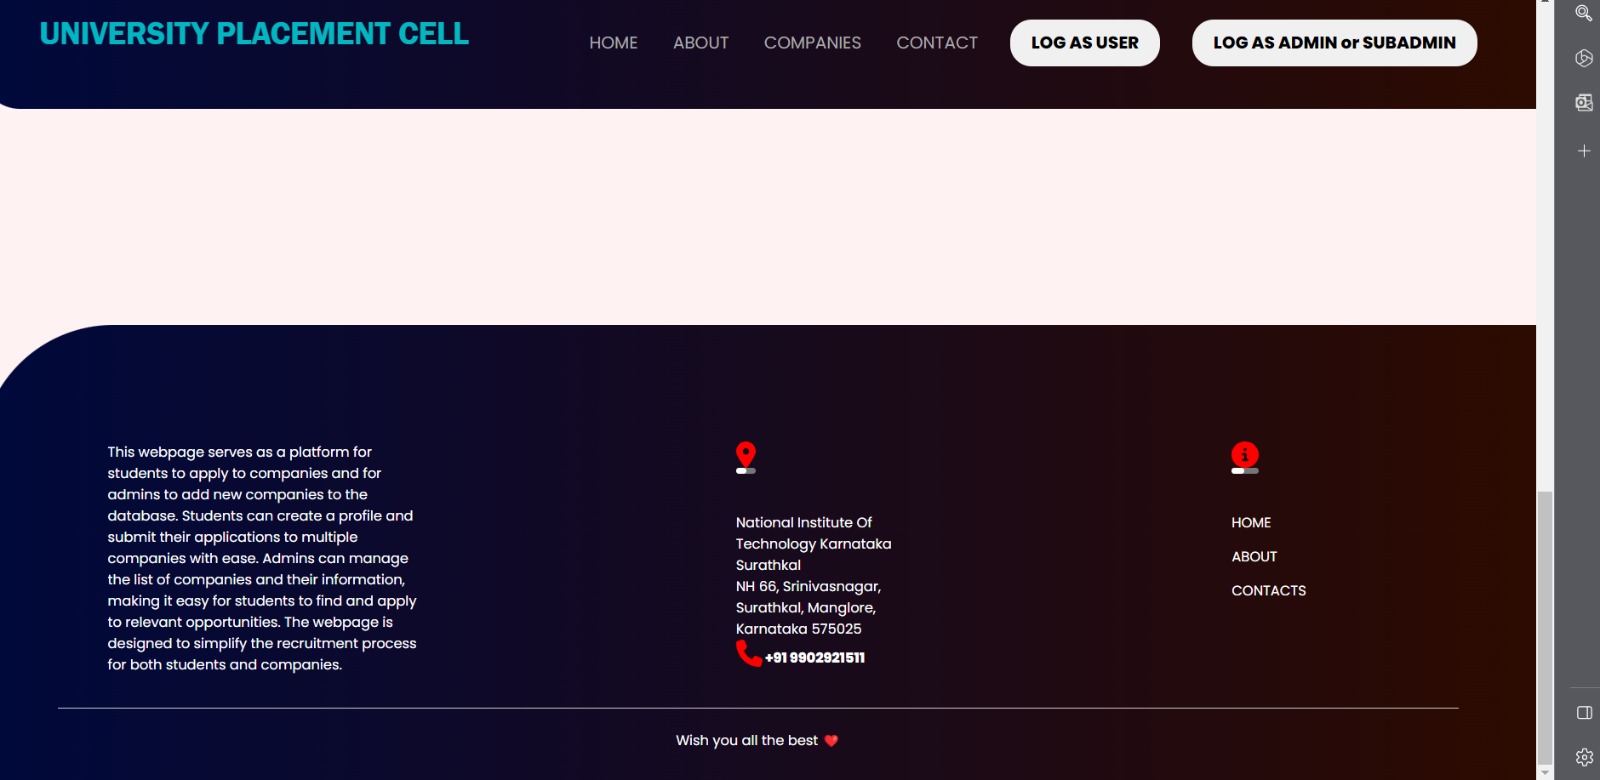 UNIVERSITY PLACEMENT CELL
HOME ABOUT COMPANIES CONTACT LOG AS USER LOG AS ADMIN or SUBADMIN
This webpage serves as a platform for
students to apply to companies and for
admins to add new companies to the
database. Students can create a profile and
submit their applications to multiple
companies with ease. Admins can manage
the list of companies and their information,
making it easy for students to find and apply
to relevant opportunities. The webpage is
designed to simplify the recruitment process
for both students and companies.
National Institute Of
Technology Karnataka
Surathkal
NH 66, Srinivasnagar,
Surathkal, Manglore,
Karnataka 575025
+91 9902921511
HOME
ABOUT
CONTACTS
Wish you all the best ❤️